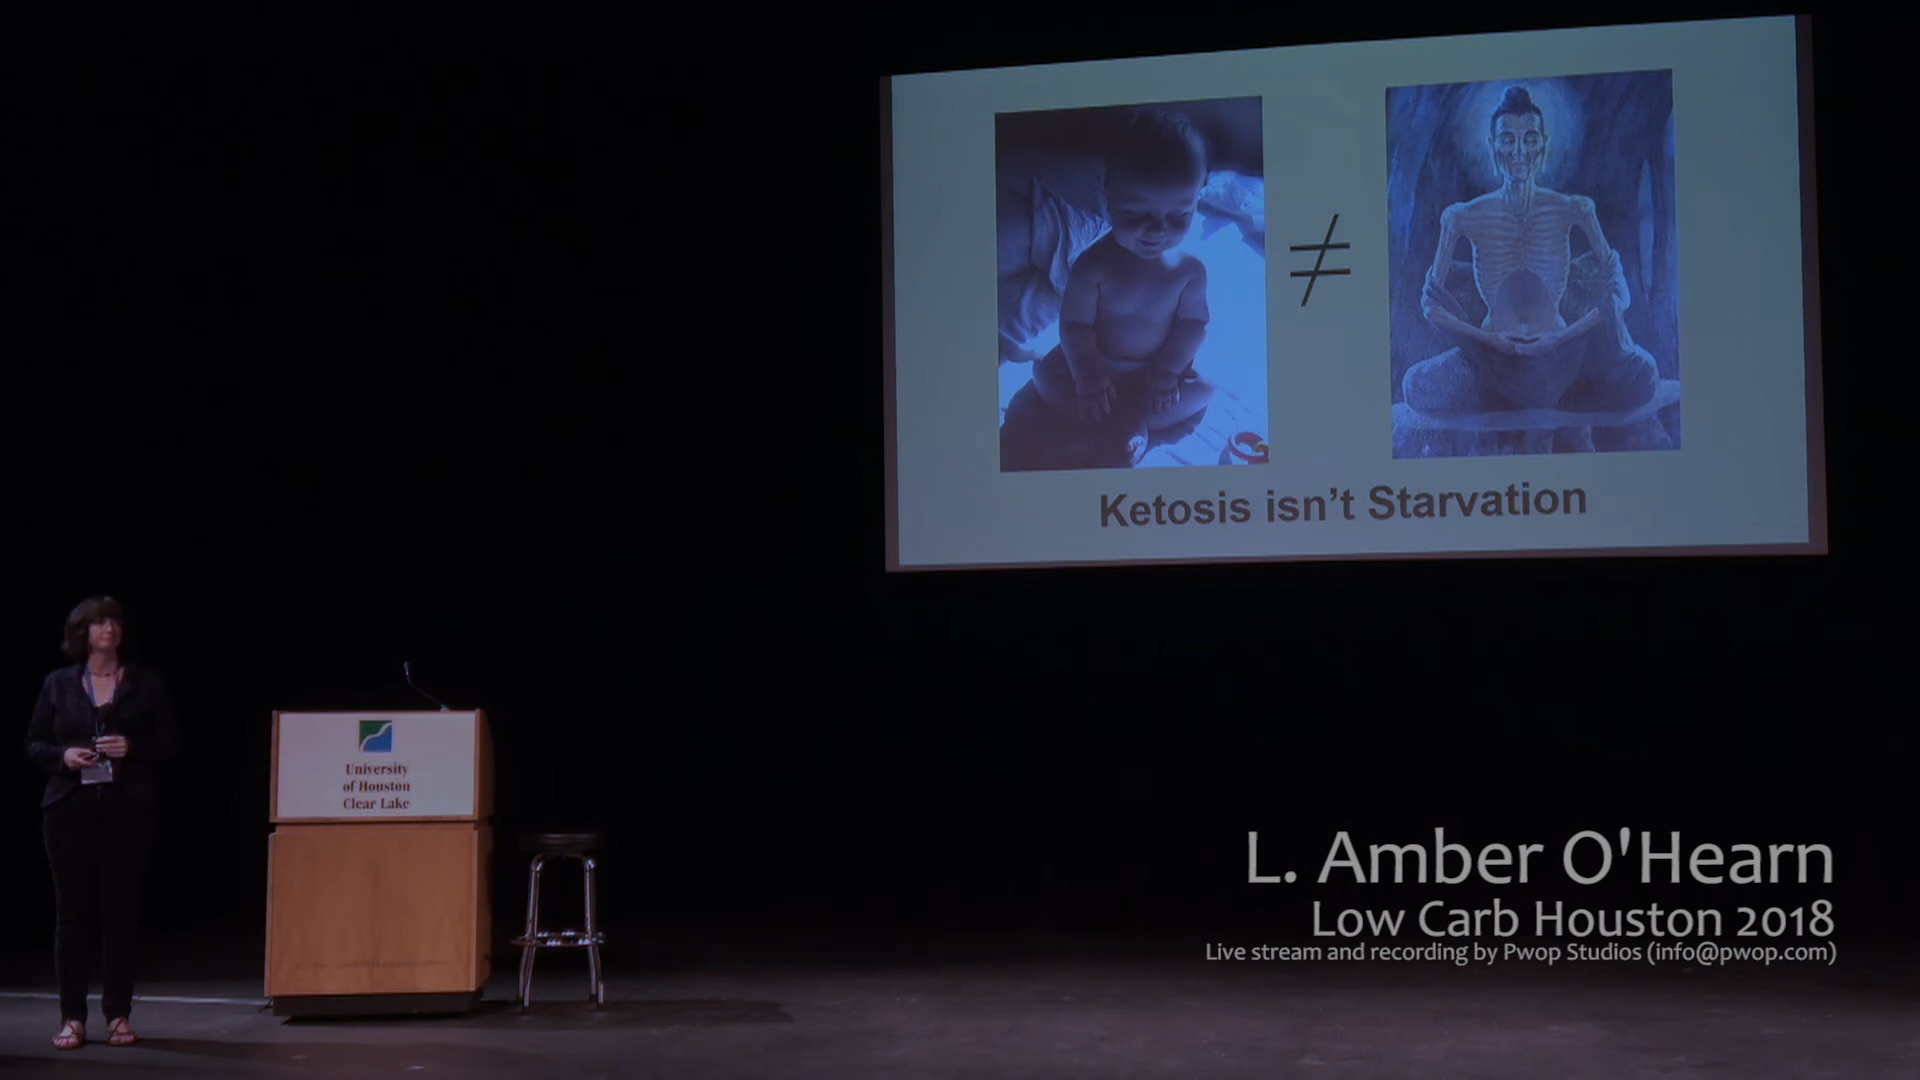 Ketosis isn't Starvation
University
of Houston
Clear Lake
L. Amber O'Hearn
Low Carb Houston 2018
Live stream and recording by Pwop Studios (info@pwop.com)